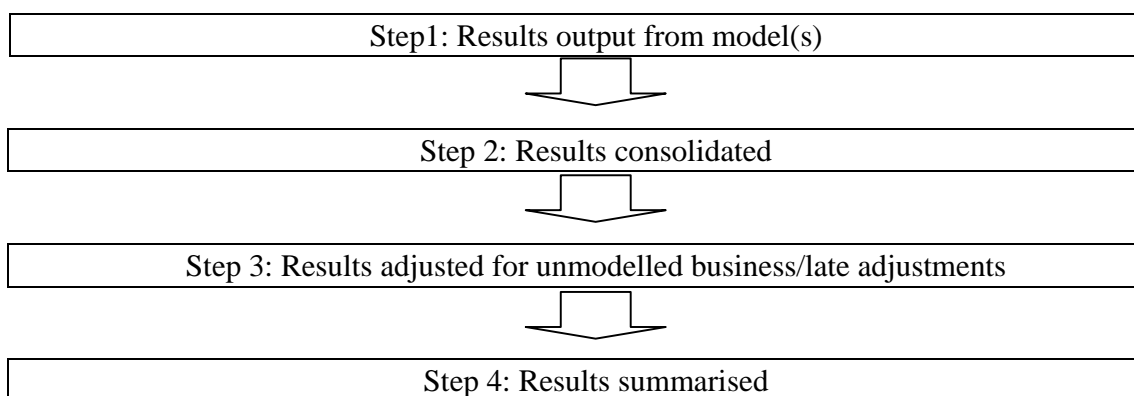 Step1: Results output from model(s)
Step 2: Results consolidated
Step 3: Results adjusted for unmodelled business/late adjustments
Step 4: Results summarised